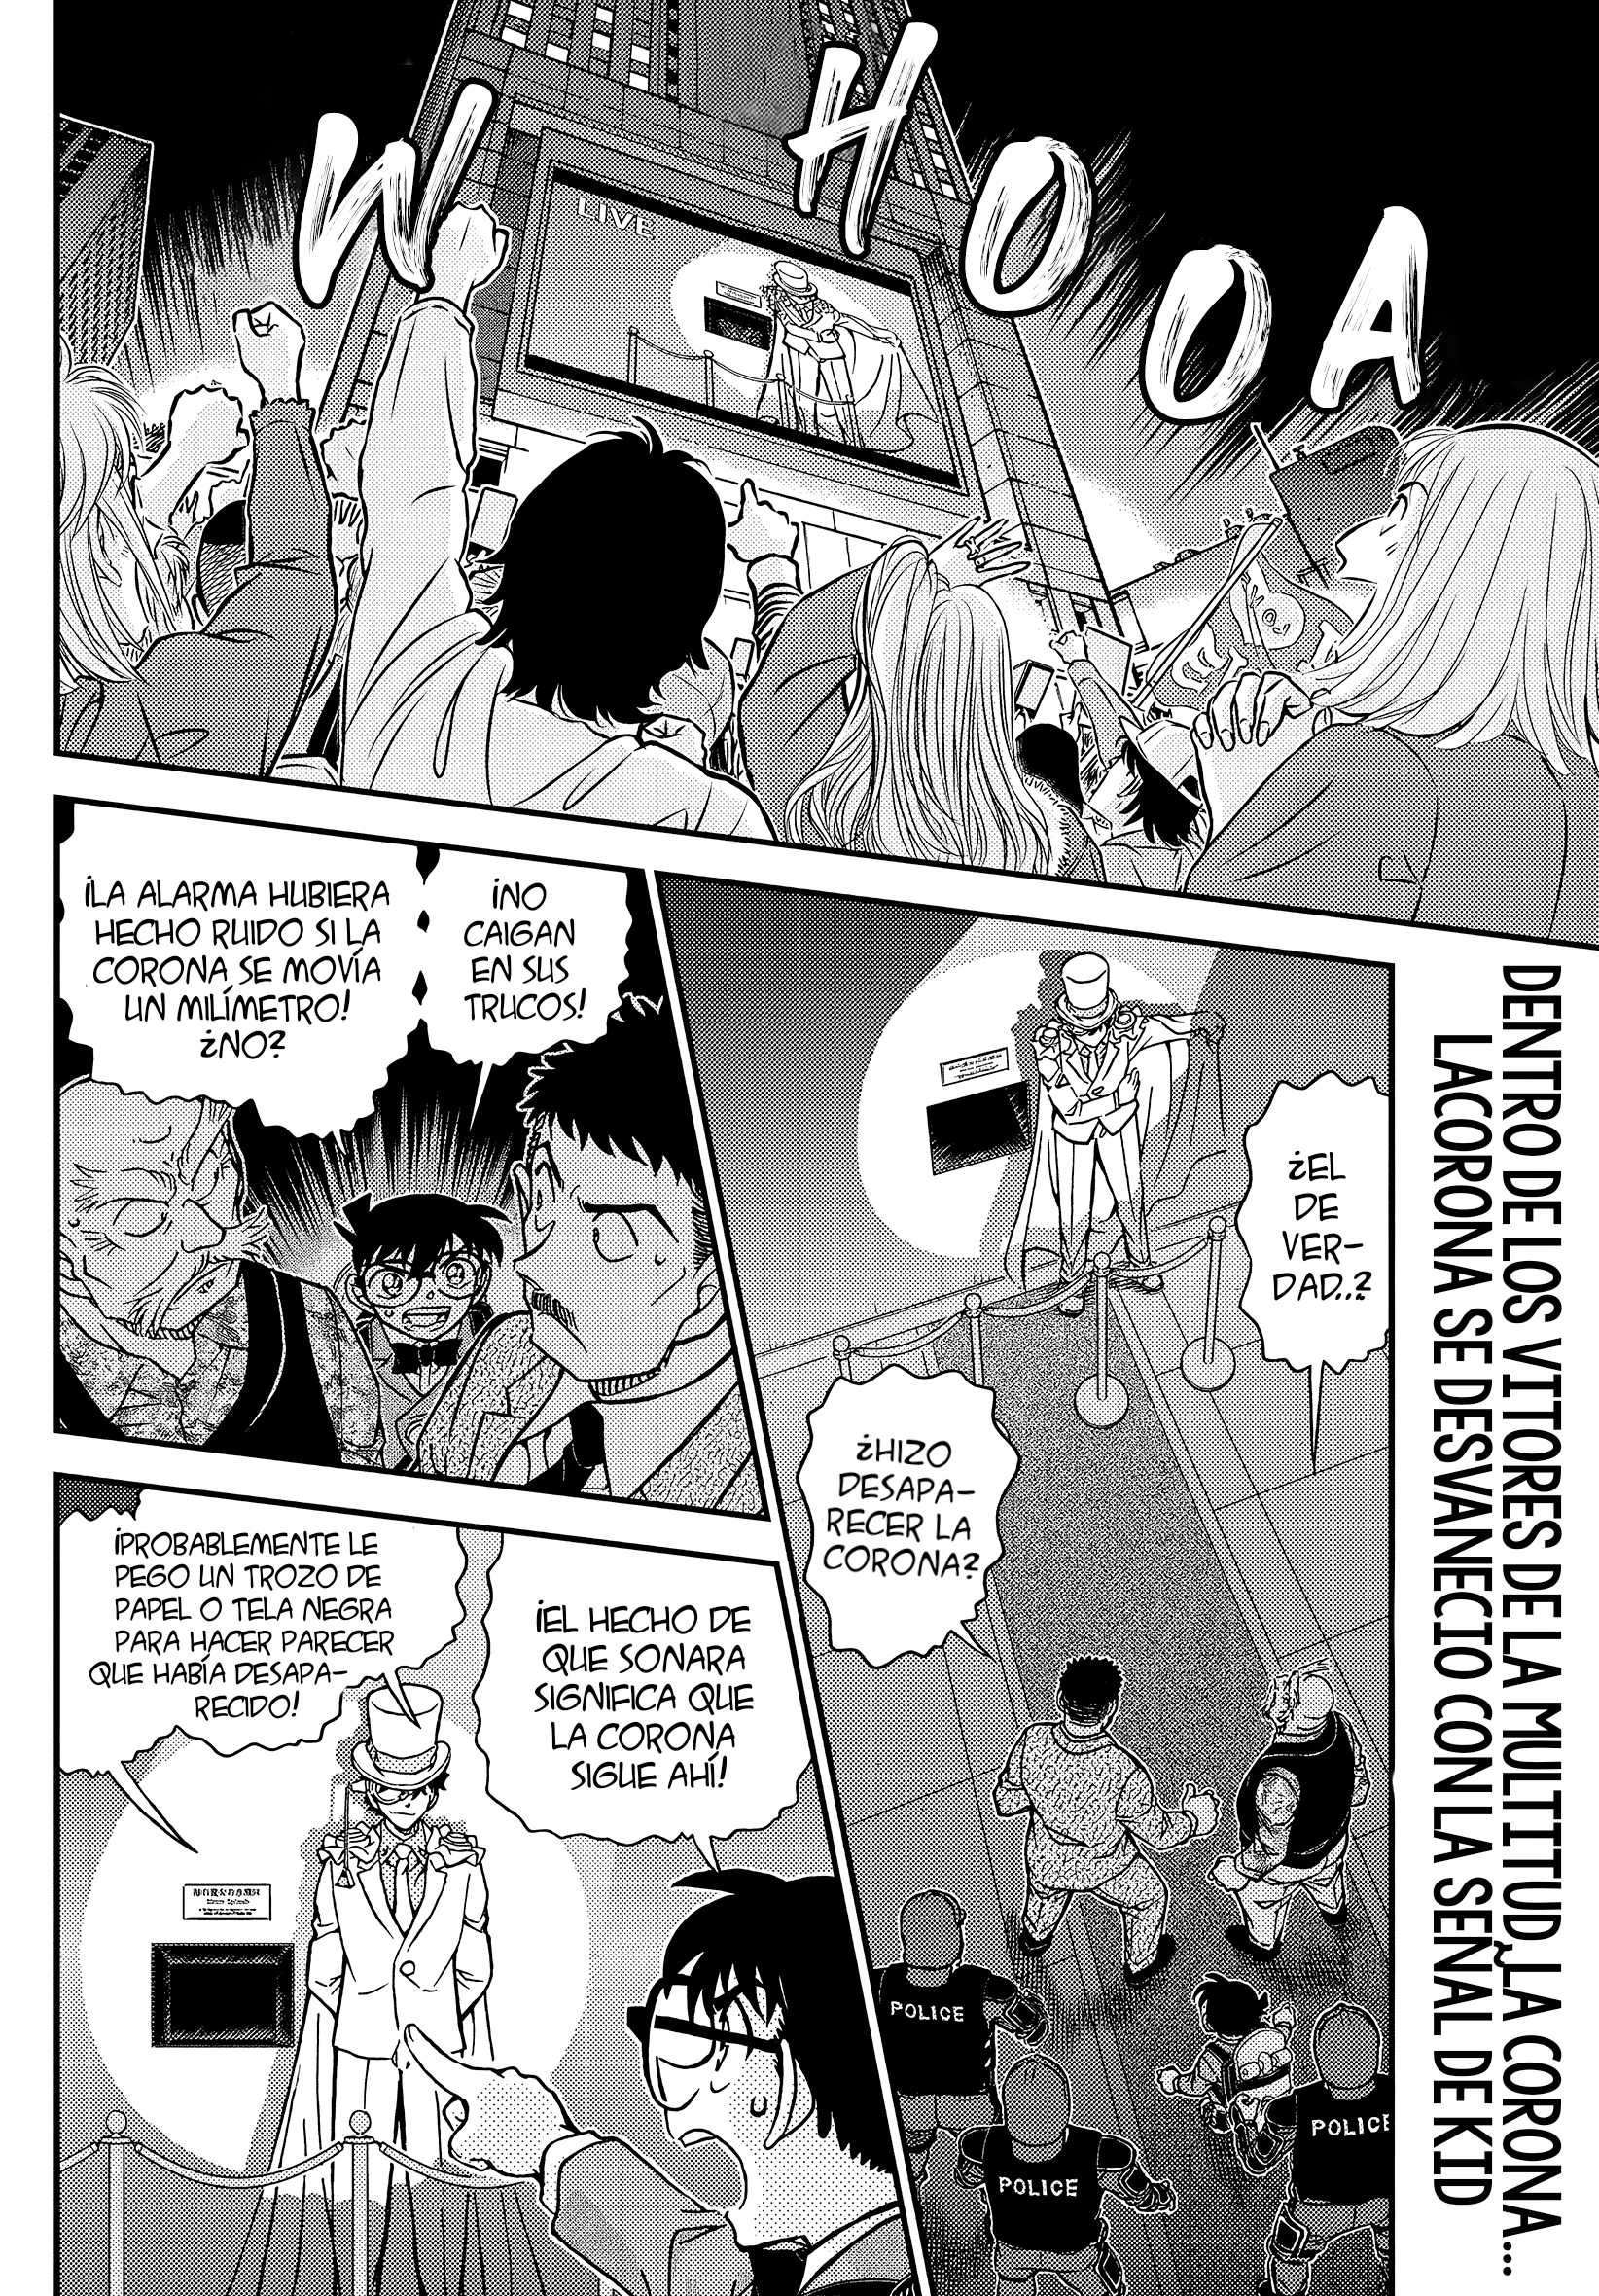 WHOOA
LIVE
DENTRO DE LOS VITORES DE LA MULTITUD, LA CORONA...
LACORONA SE DESVANECIO CON LA SEÑAL DE KID
¿EL
DE
VER-
DAD..?
¿HIZO
DESAPA-
RECER LA
CORONA?
POLICE
POLICE
POLICE
¡NO
CAIGAN
EN SUS
TRUCOS!
¡LA ALARMA HUBIERA
HECHO RUIDO SI LA
CORONA SE MOVÍA
UN MILÍMETRO!
¿NO?
¡EL HECHO DE
QUE SONARA
SIGNIFICA QUE
LA CORONA
SIGUE AHÍ!
¡PROBABLEMENTE LE
PEGO UN TROZO DE
PAPEL O TELA NEGRA
PARA HACER PARECER
QUE HABÍA DESAPA-
RECIDO!